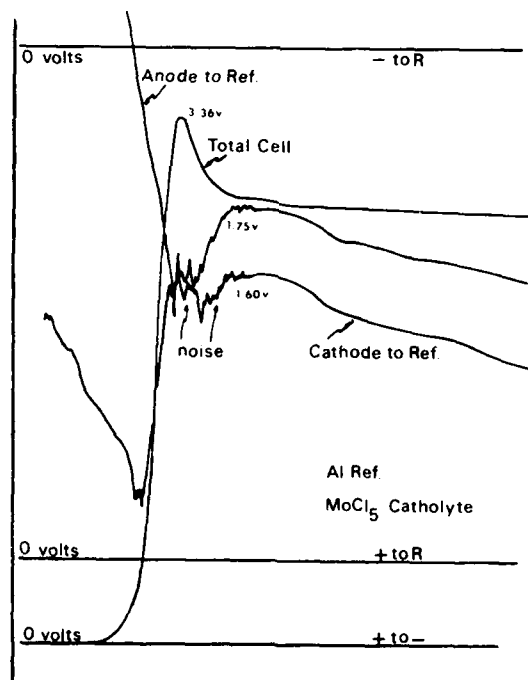 0 volts
- to R
Anode to Ref.
3.36v
Total Cell
1.75v
1.60v
noise
Cathode to Ref.
Al Ref.
MoCl5 Catholyte
0 volts
+ to R
0 volts
+ to -